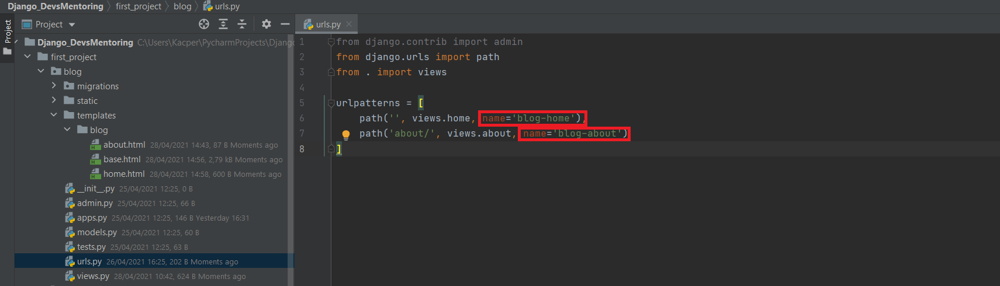 Django_DevsMentoring
first_project
blog
urls.py
Project
Project
urls.py
Django_DevsMentoring C:\Users\Kacper\PycharmProjects\Django
first_project
blog
migrations
static
templates
blog
about.html 28/04/2021 14:43, 87 B Moments ago
base.html 28/04/2021 14:56, 2,79 kB Moments ago
home.html 28/04/2021 14:58, 600 B Moments ago
__init__.py 25/04/2021 12:25, 0 B
admin.py 25/04/2021 12:25, 66 B
apps.py 25/04/2021 12:25, 146 B Yesterday 16:31
models.py 25/04/2021 12:25, 60 B
tests.py 25/04/2021 12:25, 63 B
urls.py 26/04/2021 16:25, 202 B Moments ago
views.py 28/04/2021 10:42, 624 B Moments ago
1 from django.contrib import admin
2 from django.urls import path
3 from . import views
4
5 urlpatterns = [
6 path('', views.home, name='blog-home'),
7 path('about/', views.about, name='blog-about')
8 ]